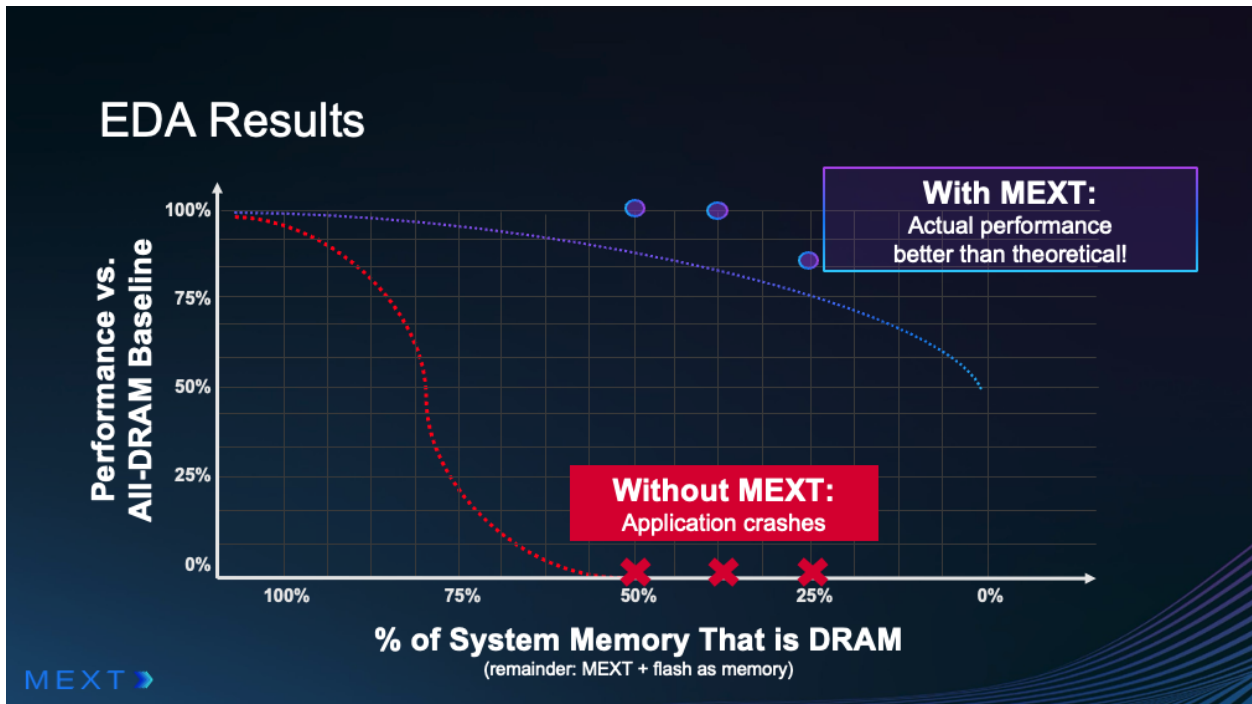 EDA Results
With MEXT:
Actual performance
better than theoretical!
Performance vs.
All-DRAM Baseline
100%
75%
50%
25%
0%
Without MEXT:
Application crashes
100%
75%
50%
25%
0%
% of System Memory That is DRAM
(remainder: MEXT + flash as memory)
MEXT